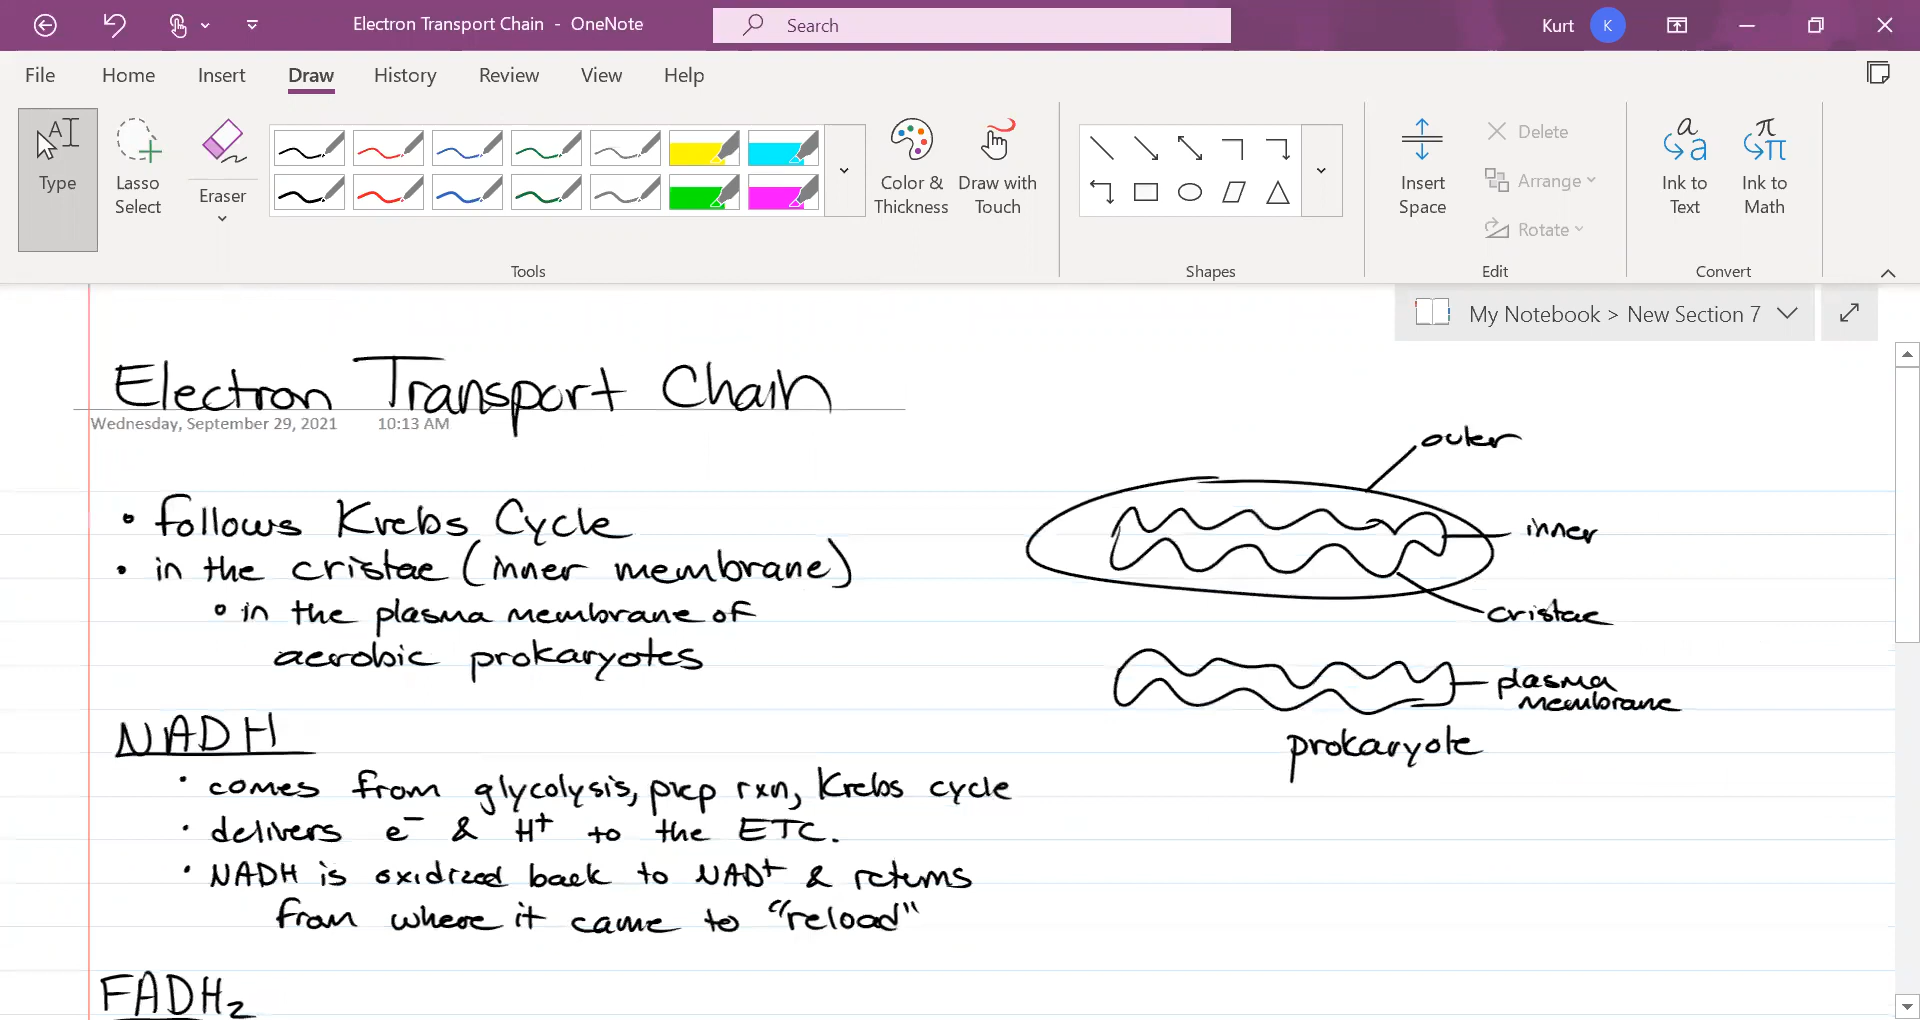 Electron Transport Chain - OneNote
Search
Kurt
K
File
Home
Insert
Draw
History
Review
View
Help
Type
Lasso
Select
Eraser
Color &
Thickness
Draw with
Touch
Insert
Space
Delete
Arrange
Rotate
Ink to
Text
Ink to
Math
Tools
Shapes
Edit
Convert
My Notebook > New Section 7
Electron Transport Chain
Wednesday, September 29, 2021 10:13 AM
• follows Krebs Cycle
• in the cristae (inner membrane)
• in the plasma membrane of
aerobic prokaryotes
outer
inner
cristae
plasma
membrane
prokaryote
NADH
• comes from glycolysis, prep rxn, Krebs cycle
• delivers e⁻ & H⁺ to the ETC.
• NADH is oxidized back to NAD⁺ & returns
from where it came to "reload"
FADH₂